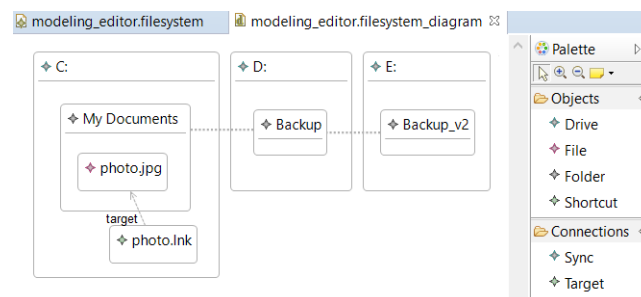 modeling_editor.filesystem
modeling_editor.filesystem_diagram
C:
D:
E:
My Documents
Backup
Backup_v2
photo.jpg
target
photo.lnk
Palette
Objects
Drive
File
Folder
Shortcut
Connections
Sync
Target